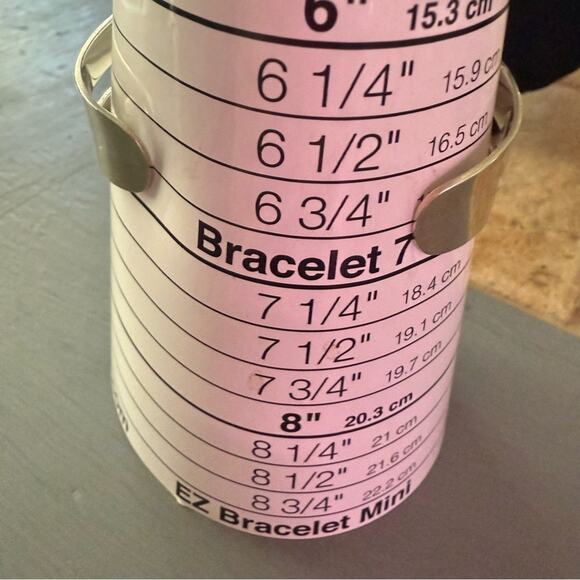 6" 15.3 cm
6 1/4" 15.9 cm
6 1/2" 16.5 cm
6 3/4"
Bracelet 7
7 1/4" 18.4 cm
7 1/2" 19.1 cm
7 3/4" 19.7 cm
8" 20.3 cm
8 1/4" 21 cm
8 1/2" 21.6 cm
8 3/4" 22.2 cm
EZ Bracelet Mini
cm